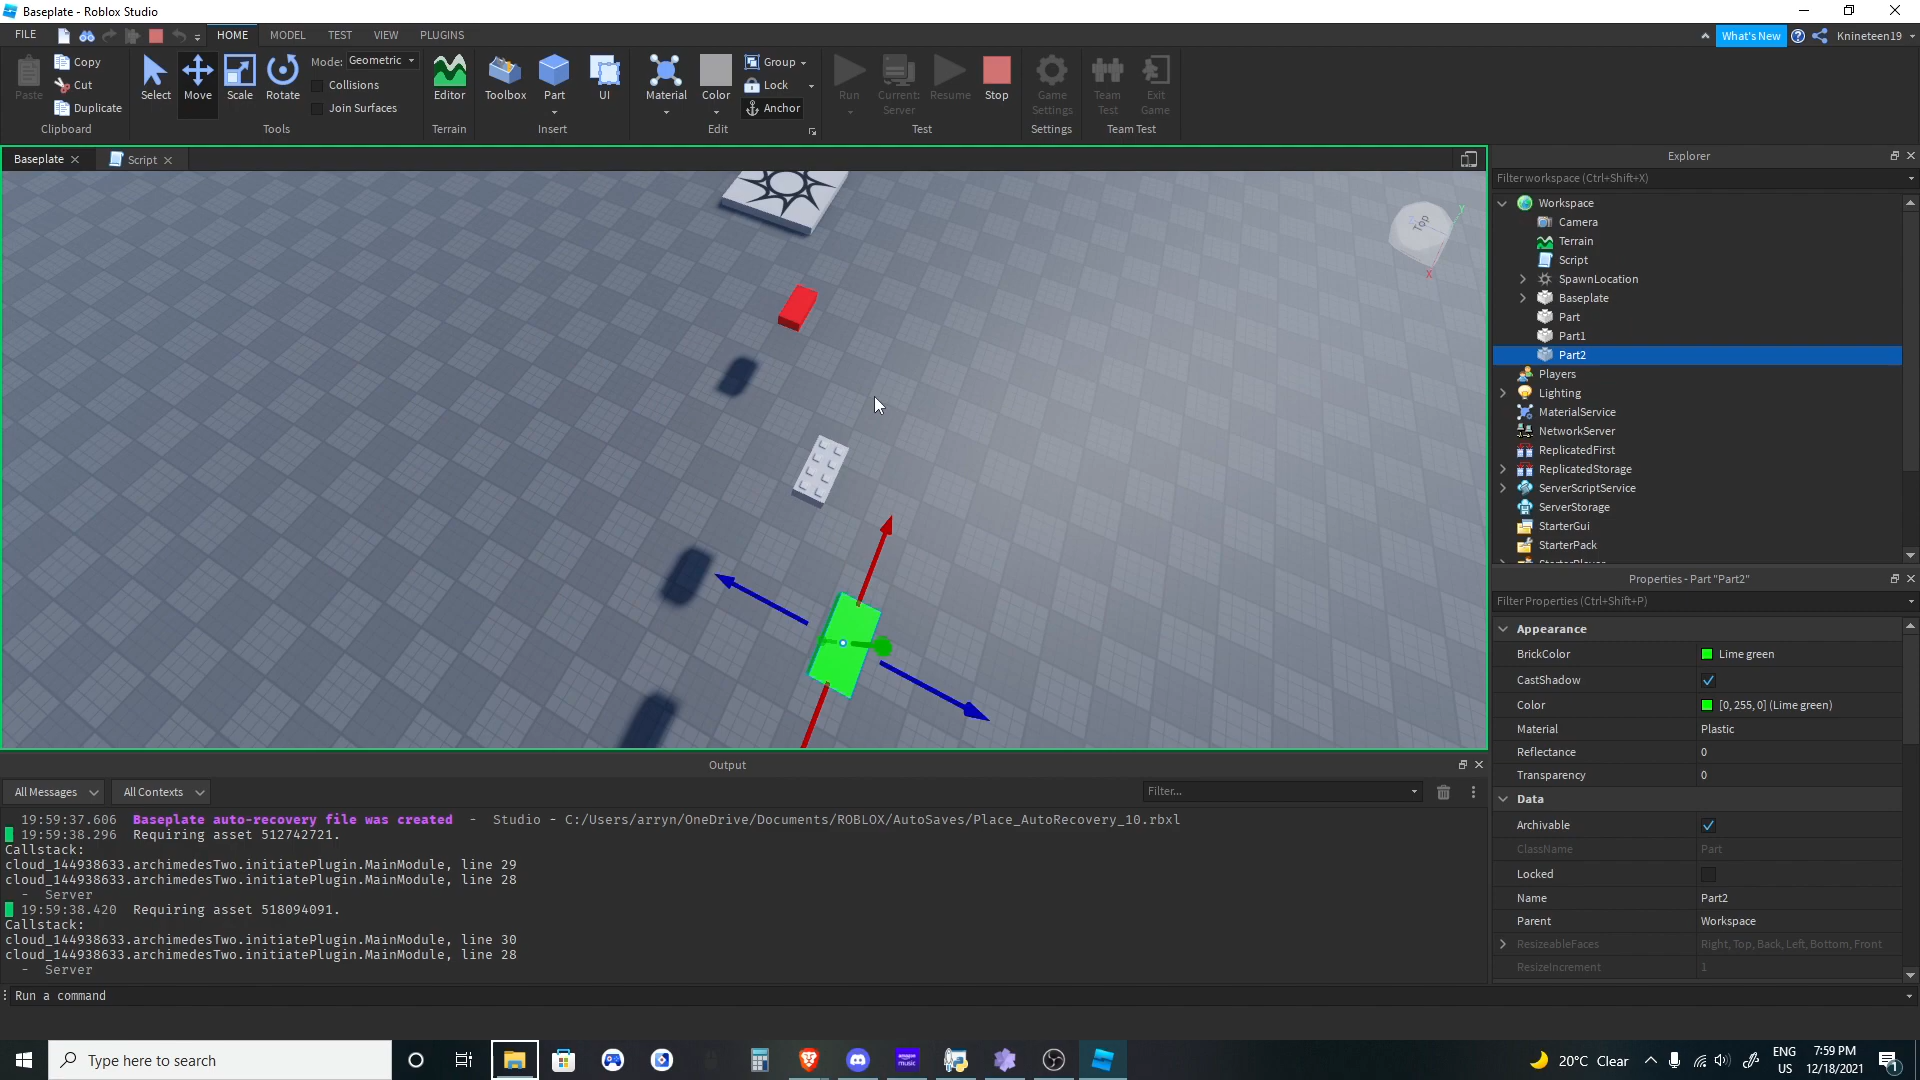 Baseplate - Roblox Studio
FILE HOME MODEL TEST VIEW PLUGINS What's New Knineteen19
Paste Copy Cut Duplicate Clipboard
Select Move Scale Rotate Mode: Geometric Collisions Join Surfaces Tools
Editor Terrain
Toolbox Part UI Insert
Material Color Group Lock Anchor Edit
Run Current: Server Resume Stop Test
Game Settings Settings
Team Test Exit Game Team Test
Baseplate Script
Top
Y
X
Explorer
Filter workspace (Ctrl+Shift+X)
Workspace
Camera
Terrain
Script
SpawnLocation
Baseplate
Part
Part1
Part2
Players
Lighting
MaterialService
NetworkServer
ReplicatedFirst
ReplicatedStorage
ServerScriptService
ServerStorage
StarterGui
StarterPack
StarterPlayer
Properties - Part "Part2"
Filter Properties (Ctrl+Shift+P)
Appearance
BrickColor Lime green
CastShadow
Color [0, 255, 0] (Lime green)
Material Plastic
Reflectance 0
Transparency 0
Data
Archivable
ClassName Part
Locked
Name Part2
Parent Workspace
ResizeableFaces Right, Top, Back, Left, Bottom, Front
ResizeIncrement 1
Output
All Messages All Contexts Filter...
19:59:37.606 Baseplate auto-recovery file was created - Studio - C:/Users/arryn/OneDrive/Documents/ROBLOX/AutoSaves/Place_AutoRecovery_10.rbxl
19:59:38.296 Requiring asset 512742721.
Callstack:
cloud_144938633.archimedesTwo.initiatePlugin.MainModule, line 29
cloud_144938633.archimedesTwo.initiatePlugin.MainModule, line 28
- Server
19:59:38.420 Requiring asset 518094091.
Callstack:
cloud_144938633.archimedesTwo.initiatePlugin.MainModule, line 30
cloud_144938633.archimedesTwo.initiatePlugin.MainModule, line 28
- Server
Run a command
Type here to search
music
20°C Clear
ENG
US
7:59 PM
12/18/2021
1